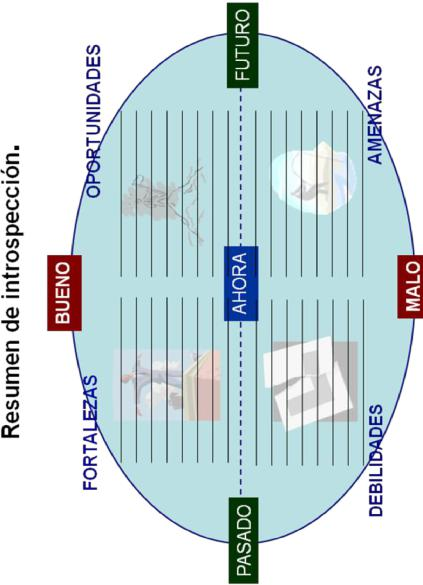 Resumen de introspección.
BUENO
FORTALEZAS
OPORTUNIDADES
PASADO
AHORA
FUTURO
DEBILIDADES
AMENAZAS
MALO